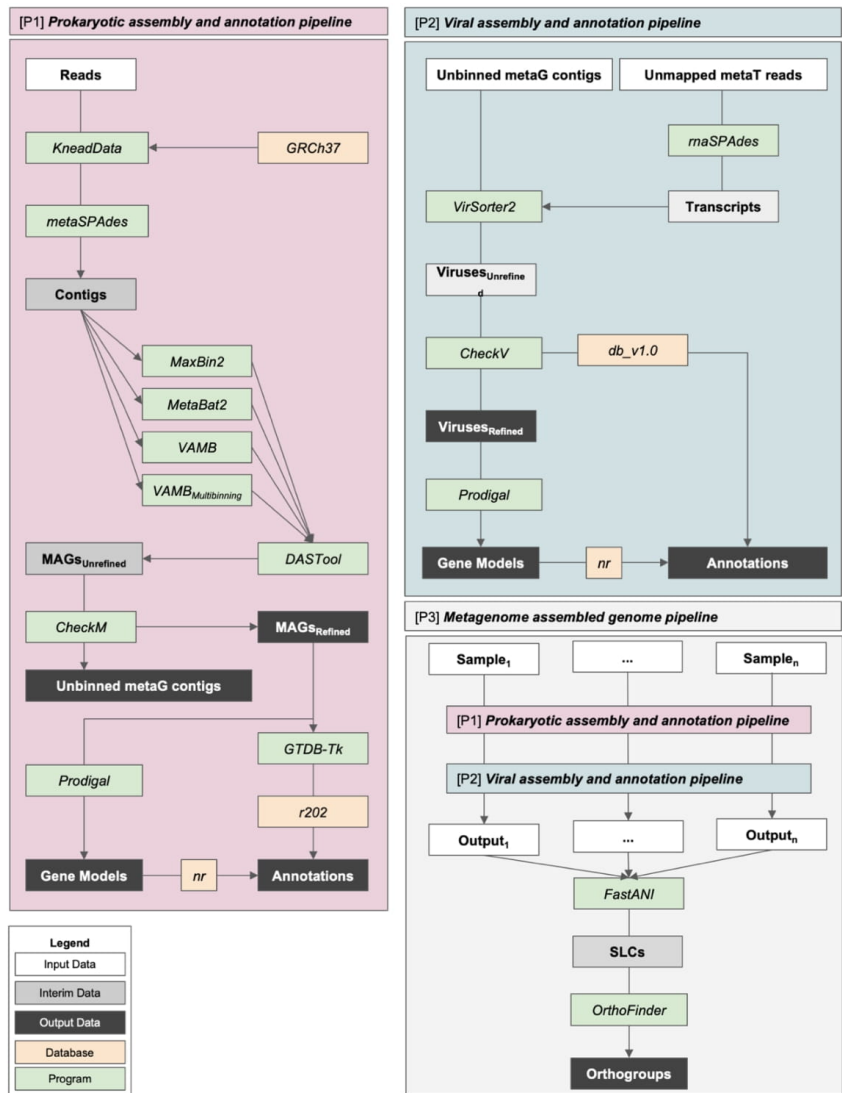 [P1] Prokaryotic assembly and annotation pipeline
Reads
KneadData
GRCh37
metaSPAdes
Contigs
MaxBin2
MetaBat2
VAMB
VAMBMultibinning
MAGsUnrefined
DASTool
CheckM
MAGsRefined
Unbinned metaG contigs
GTDB-Tk
Prodigal
r202
Gene Models
nr
Annotations
Legend
Input Data
Interim Data
Output Data
Database
Program
[P2] Viral assembly and annotation pipeline
Unbinned metaG contigs
Unmapped metaT reads
rnaSPAdes
VirSorter2
Transcripts
VirusesUnrefine
d
CheckV
db_v1.0
VirusesRefined
Prodigal
Gene Models
nr
Annotations
[P3] Metagenome assembled genome pipeline
Sample1
...
Samplen
[P1] Prokaryotic assembly and annotation pipeline
[P2] Viral assembly and annotation pipeline
Output1
...
Outputn
FastANI
SLCs
OrthoFinder
Orthogroups